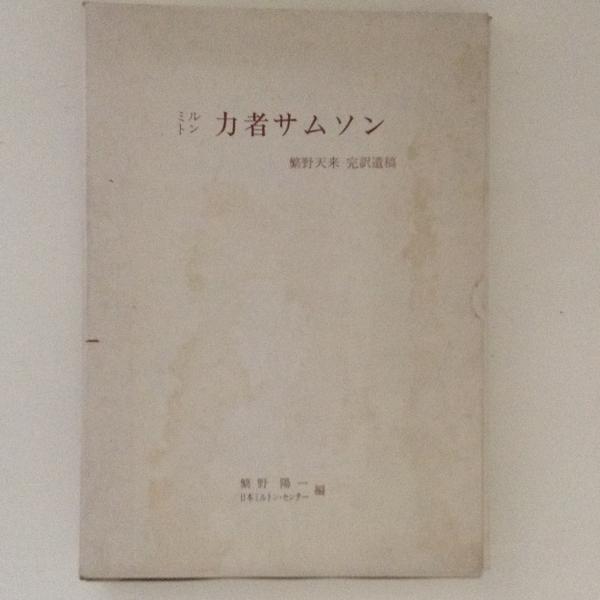 ミルトン 力者サムソン
繁野天来 完訳遺稿
繁野陽一
日本ミルトン・センター 編